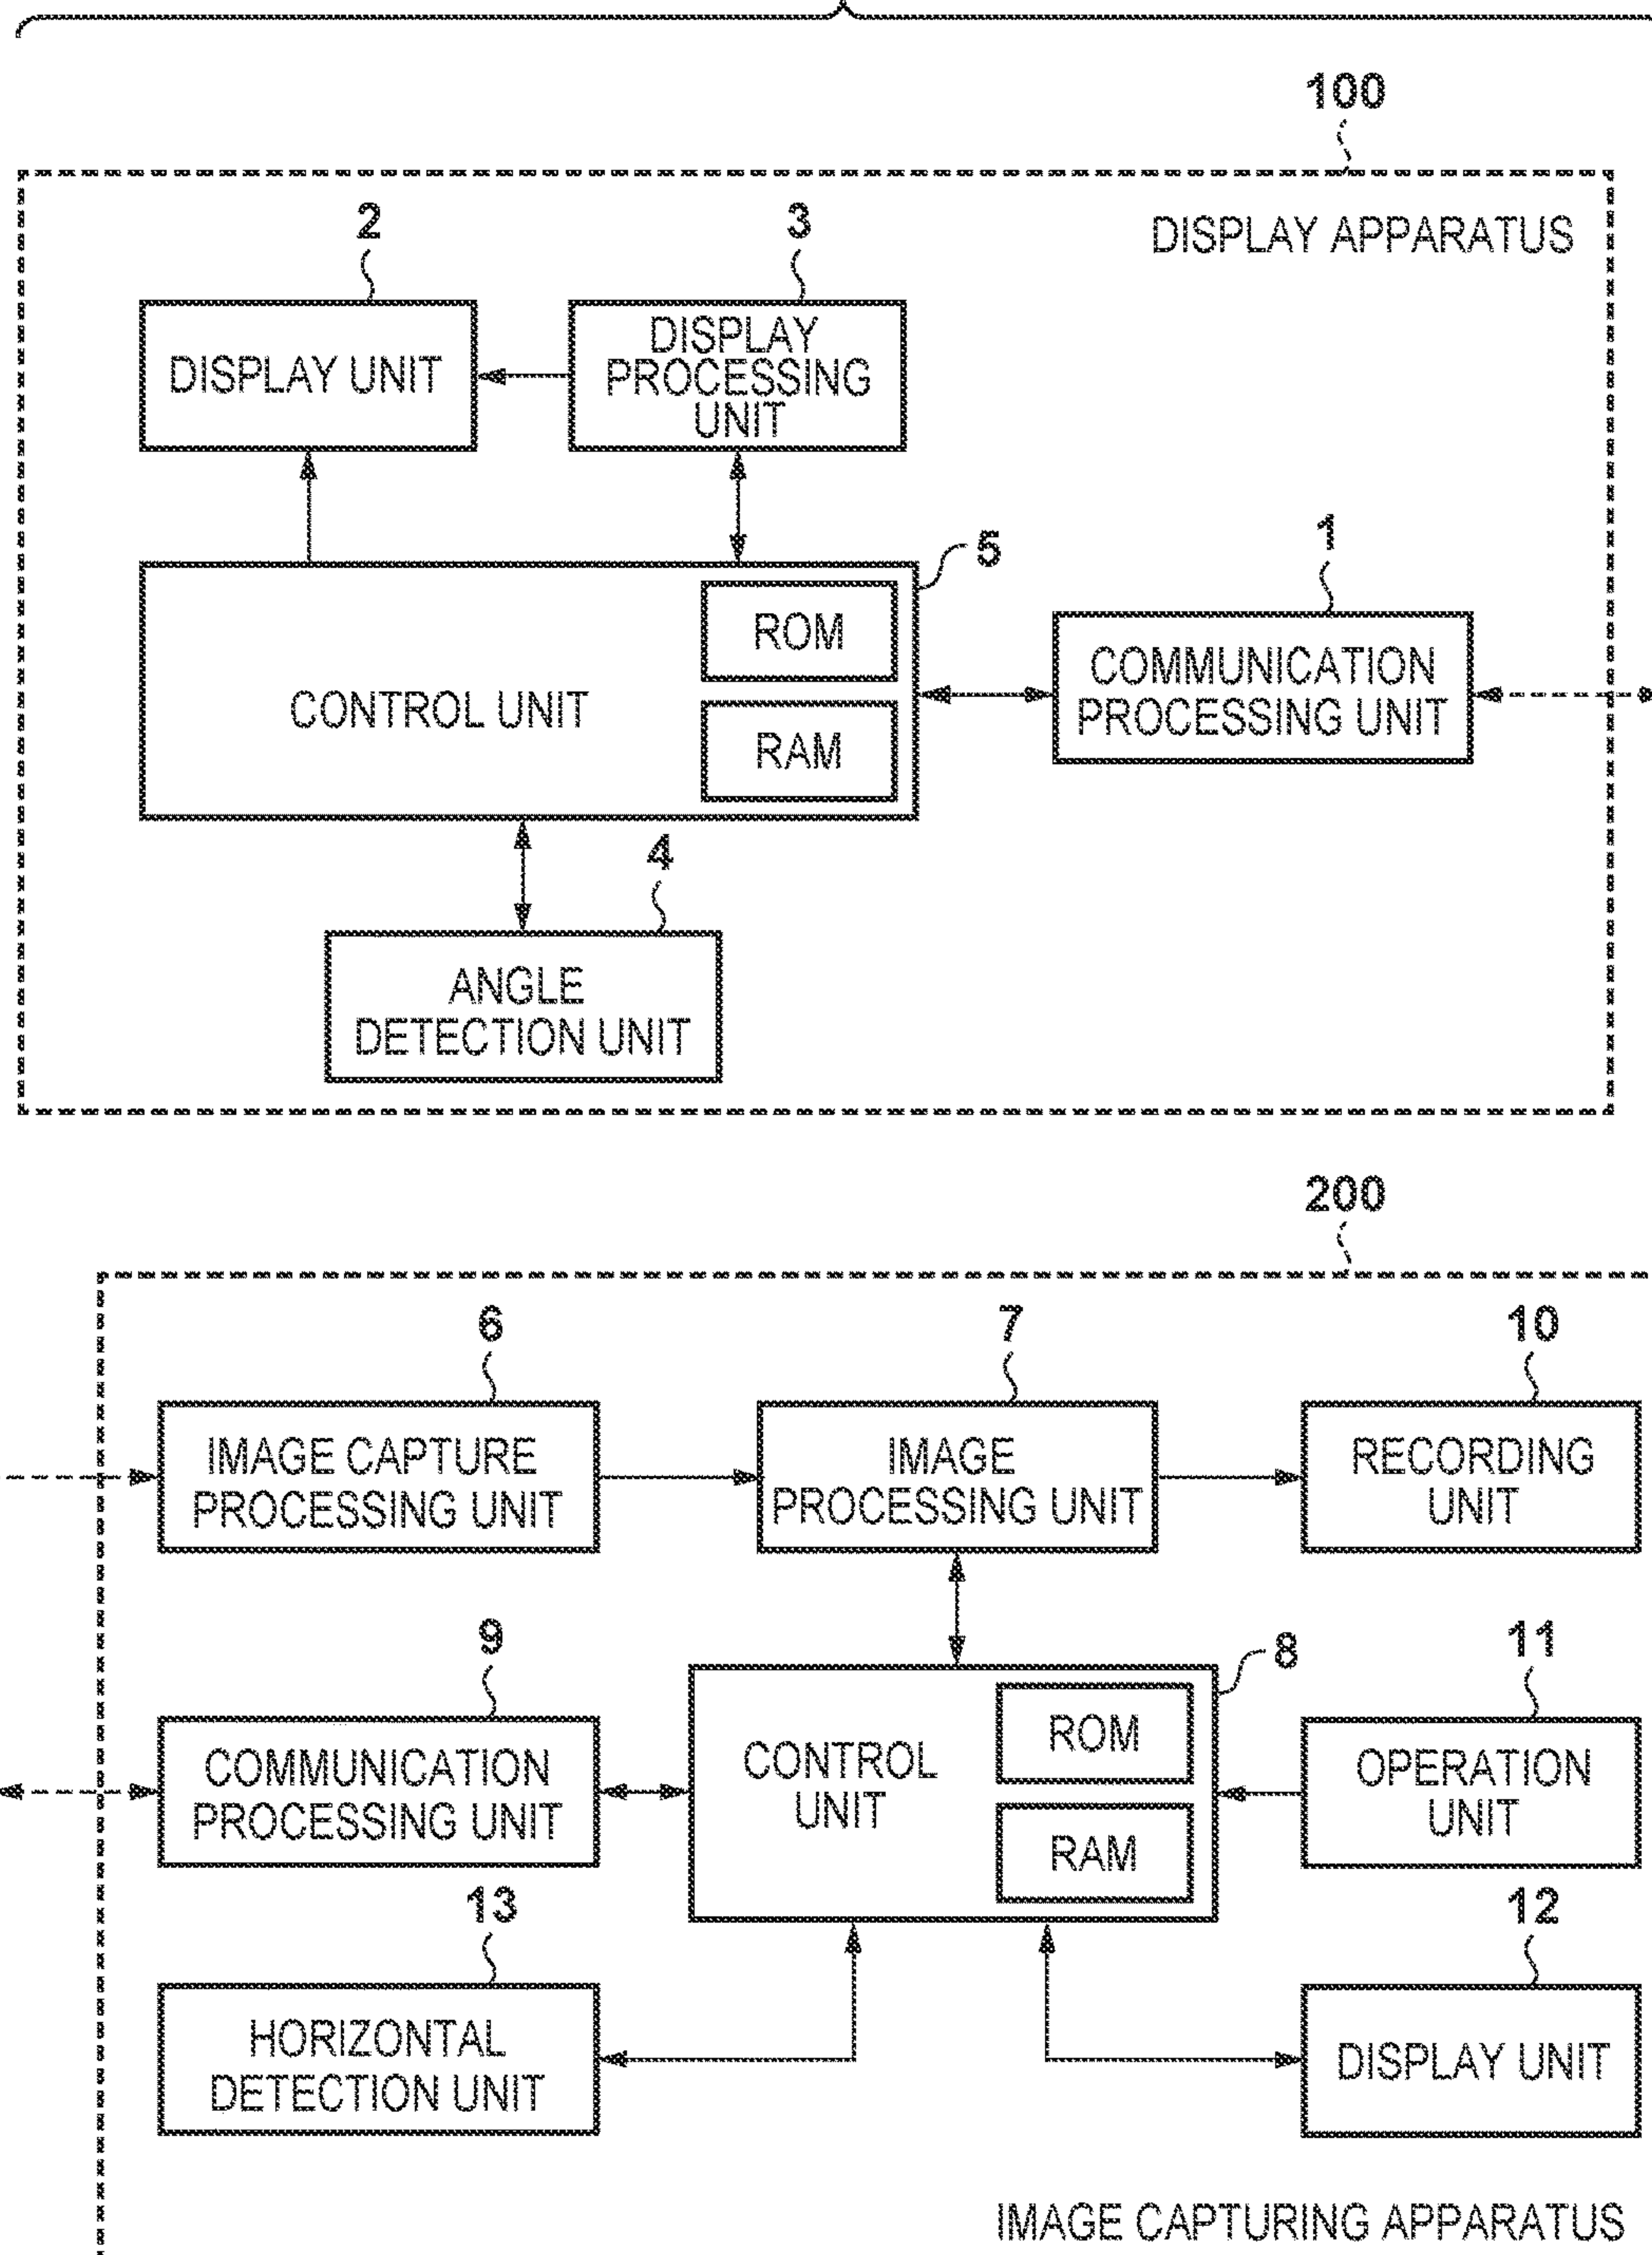 100
DISPLAY APPARATUS
2
3
DISPLAY UNIT
DISPLAY
PROCESSING
UNIT
5
1
CONTROL UNIT
ROM
RAM
COMMUNICATION
PROCESSING UNIT
4
ANGLE
DETECTION UNIT
200
6
7
10
IMAGE CAPTURE
PROCESSING UNIT
IMAGE
PROCESSING UNIT
RECORDING
UNIT
9
8
11
COMMUNICATION
PROCESSING UNIT
CONTROL
UNIT
ROM
RAM
OPERATION
UNIT
13
12
HORIZONTAL
DETECTION UNIT
DISPLAY UNIT
IMAGE CAPTURING APPARATUS